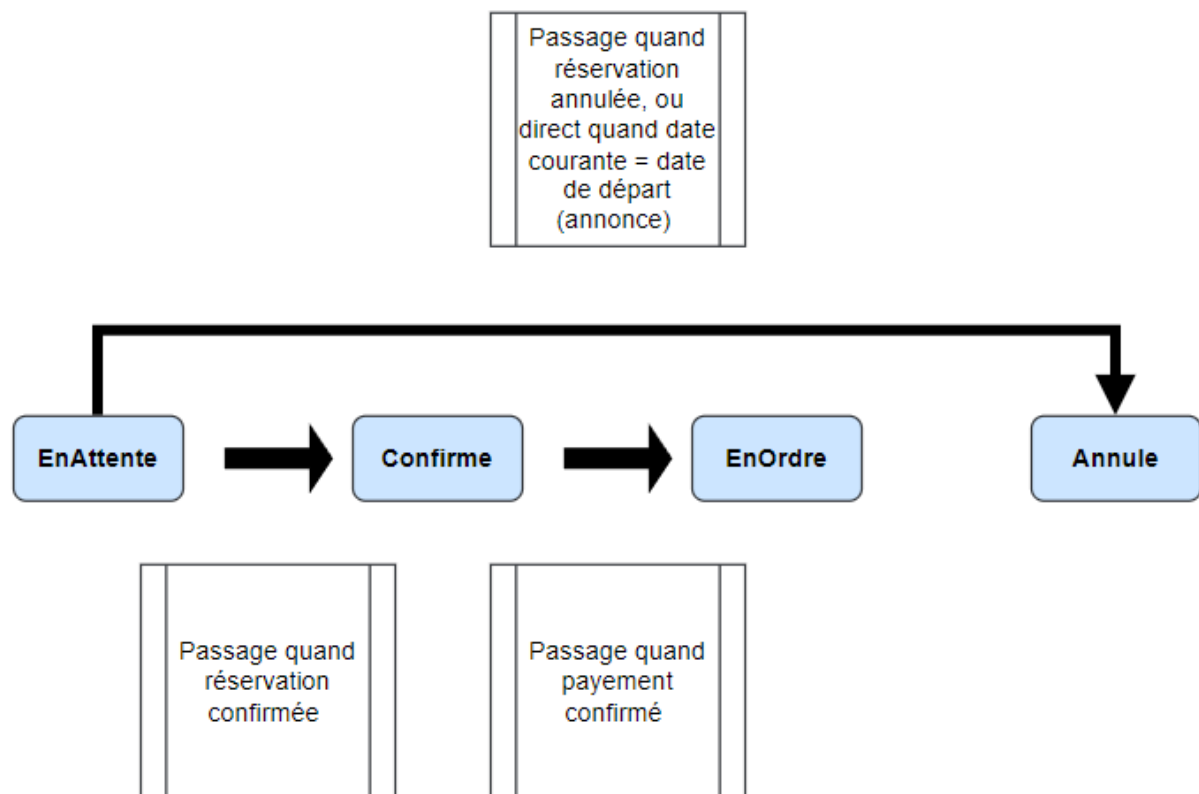 Passage quand
réservation
annulée, ou
direct quand date
courante = date
de départ
(annonce)
EnAttente
Confirme
EnOrdre
Annule
Passage quand
réservation
confirmée
Passage quand
payement
confirmé